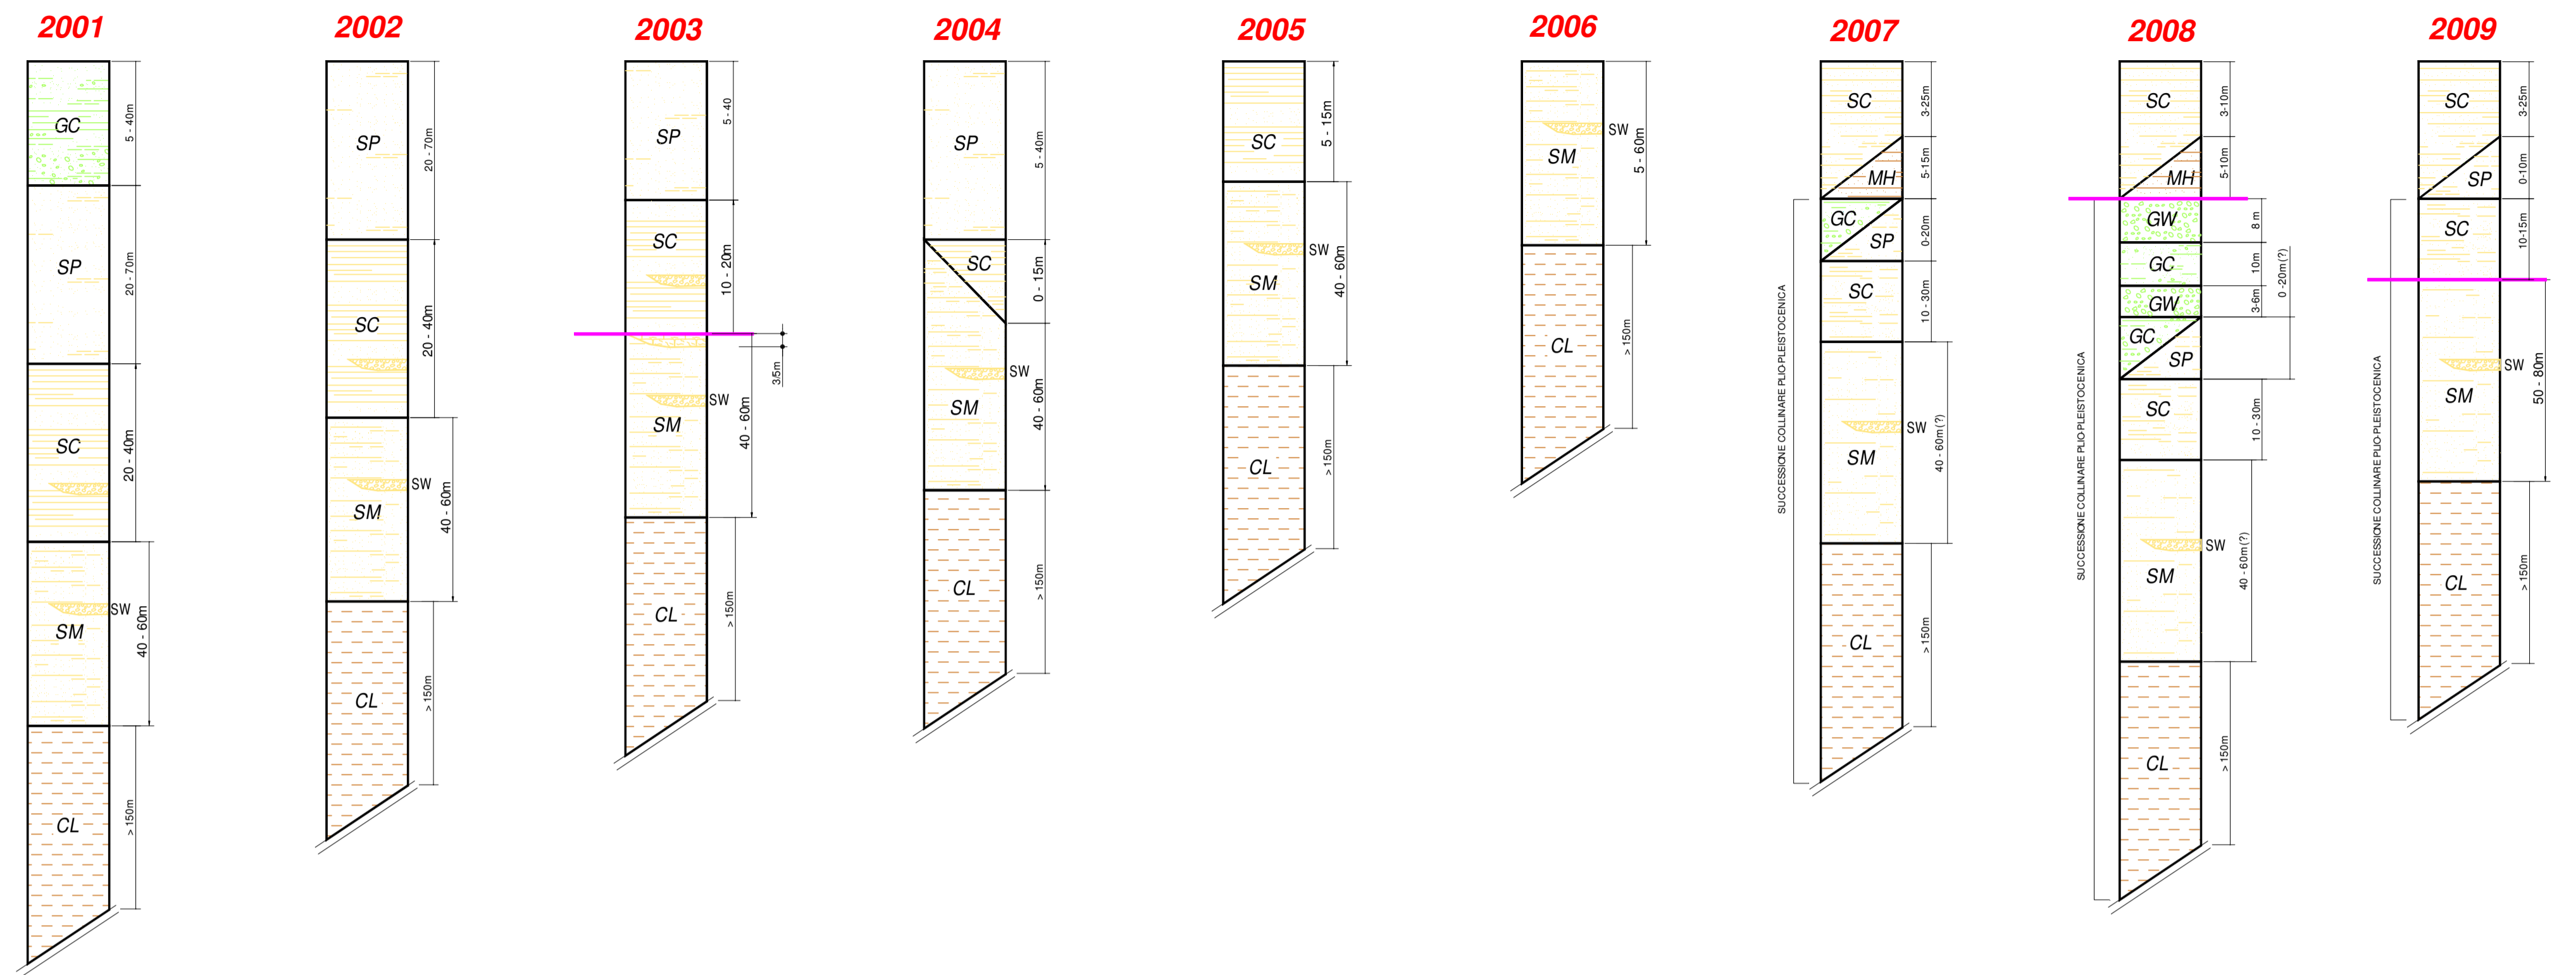 2001
GC
5 - 40m
SP
20 - 70m
SC
20 - 40m
SW
SM
40 - 60m
CL
> 150m
2002
SP
20 - 70m
SC
20 - 40m
SW
SM
40 - 60m
CL
> 150m
2003
SP
5 - 40
SC
10 - 20m
3.5m
SW
SM
40 - 60m
CL
> 150m
2004
SP
5 - 40m
SC
0 - 15m
SW
SM
40 - 60m
CL
> 150m
2005
SC
5 - 15m
SW
SM
40 - 60m
CL
> 150m
2006
SW
SM
5 - 60m
CL
> 150m
2007
SC
3-25m
MH
5-15m
GC
SP
0-20m
SC
10 - 30m
SW
SM
40 - 60m (?)
CL
> 150m
SUCCESSIONE COLLINARE PLIO-PLEISTOCENICA
2008
SC
3-10m
MH
5-10m
GW
8 m
GC
10m
GW
3-6m
0 -20m (?)
GC
SP
SC
10 - 30m
SW
SM
40 - 60m (?)
CL
> 150m
SUCCESSIONE COLLINARE PLIO-PLEISTOCENICA
2009
SC
3-25m
SP
0-10m
SC
10-15m
SW
SM
50 - 80m
CL
> 150m
SUCCESSIONE COLLINARE PLIO-PLEISTOCENICA